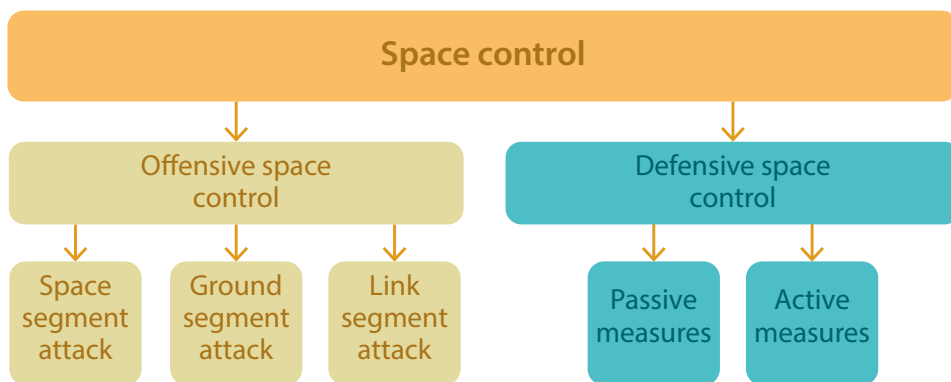 Space control
Offensive space
control
Defensive space
control
Space
segment
attack
Ground
segment
attack
Link
segment
attack
Passive
measures
Active
measures